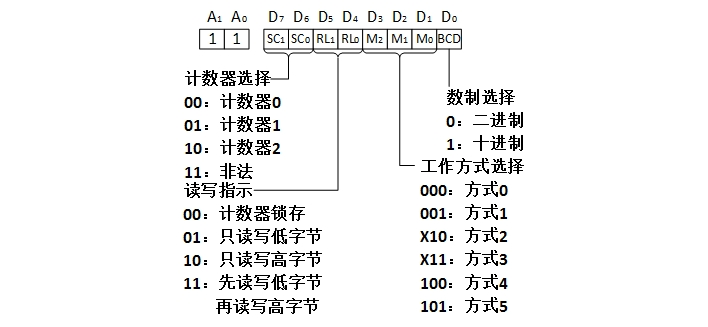 A₁ A₀ D₇ D₆ D₅ D₄ D₃ D₂ D₁ D₀
1 1 SC₁ SC₀ RL₁ RL₀ M₂ M₁ M₀ BCD
计数器选择
00：计数器0
01：计数器1
10：计数器2
11：非法
读写指示
00：计数器锁存
01：只读写低字节
10：只读写高字节
11：先读写低字节
再读写高字节
数制选择
0：二进制
1：十进制
工作方式选择
000：方式0
001：方式1
X10：方式2
X11：方式3
100：方式4
101：方式5